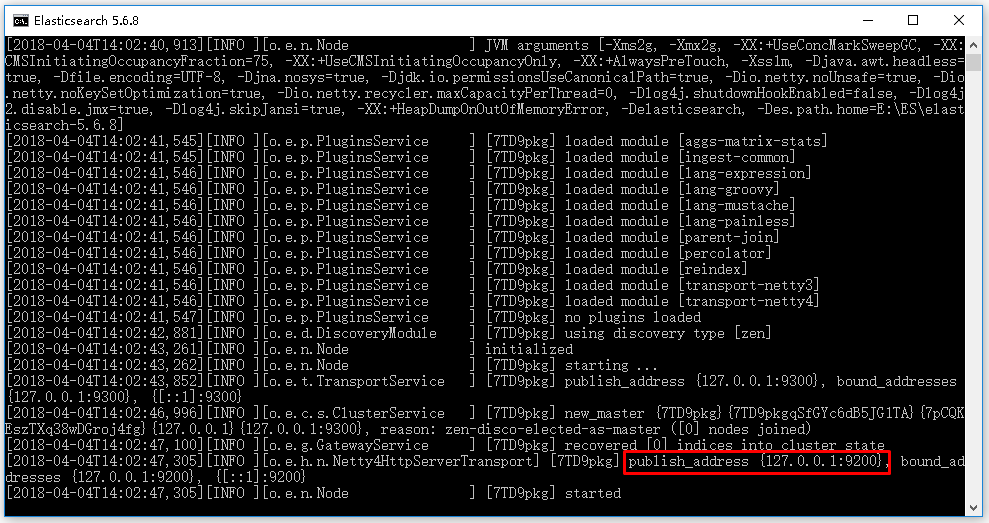 Elasticsearch 5.6.8
[2018-04-04T14:02:40,913][INFO ][o.e.n.Node               ] JVM arguments [-Xms2g, -Xmx2g, -XX:+UseConcMarkSweepGC, -XX:
CMSInitiatingOccupancyFraction=75, -XX:+UseCMSInitiatingOccupancyOnly, -XX:+AlwaysPreTouch, -Xss1m, -Djava.awt.headless=
true, -Dfile.encoding=UTF-8, -Djna.nosys=true, -Djdk.io.permissionsUseCanonicalPath=true, -Dio.netty.noUnsafe=true, -Dio
.netty.noKeySetOptimization=true, -Dio.netty.recycler.maxCapacityPerThread=0, -Dlog4j.shutdownHookEnabled=false, -Dlog4j
2.disable.jmx=true, -Dlog4j.skipJansi=true, -XX:+HeapDumpOnOutOfMemoryError, -Delasticsearch, -Des.path.home=E:\ES\elast
icsearch-5.6.8]
[2018-04-04T14:02:41,545][INFO ][o.e.p.PluginsService     ] [7TD9pkg] loaded module [aggs-matrix-stats]
[2018-04-04T14:02:41,545][INFO ][o.e.p.PluginsService     ] [7TD9pkg] loaded module [ingest-common]
[2018-04-04T14:02:41,546][INFO ][o.e.p.PluginsService     ] [7TD9pkg] loaded module [lang-expression]
[2018-04-04T14:02:41,546][INFO ][o.e.p.PluginsService     ] [7TD9pkg] loaded module [lang-groovy]
[2018-04-04T14:02:41,546][INFO ][o.e.p.PluginsService     ] [7TD9pkg] loaded module [lang-mustache]
[2018-04-04T14:02:41,546][INFO ][o.e.p.PluginsService     ] [7TD9pkg] loaded module [lang-painless]
[2018-04-04T14:02:41,546][INFO ][o.e.p.PluginsService     ] [7TD9pkg] loaded module [parent-join]
[2018-04-04T14:02:41,546][INFO ][o.e.p.PluginsService     ] [7TD9pkg] loaded module [percolator]
[2018-04-04T14:02:41,546][INFO ][o.e.p.PluginsService     ] [7TD9pkg] loaded module [reindex]
[2018-04-04T14:02:41,546][INFO ][o.e.p.PluginsService     ] [7TD9pkg] loaded module [transport-netty3]
[2018-04-04T14:02:41,546][INFO ][o.e.p.PluginsService     ] [7TD9pkg] loaded module [transport-netty4]
[2018-04-04T14:02:41,547][INFO ][o.e.p.PluginsService     ] [7TD9pkg] no plugins loaded
[2018-04-04T14:02:42,881][INFO ][o.e.d.DiscoveryModule    ] [7TD9pkg] using discovery type [zen]
[2018-04-04T14:02:43,261][INFO ][o.e.n.Node               ] initialized
[2018-04-04T14:02:43,262][INFO ][o.e.n.Node               ] [7TD9pkg] starting ...
[2018-04-04T14:02:43,852][INFO ][o.e.t.TransportService   ] [7TD9pkg] publish_address {127.0.0.1:9300}, bound_addresses
{127.0.0.1:9300}, {[::1]:9300}
[2018-04-04T14:02:46,996][INFO ][o.e.c.s.ClusterService   ] [7TD9pkg] new_master {7TD9pkg}{7TD9pkgqSfGYc6dB5JG1TA}{7pCQK
EszTXq38wDGroj4fg}{127.0.0.1}{127.0.0.1:9300}, reason: zen-disco-elected-as-master ([0] nodes joined)
[2018-04-04T14:02:47,100][INFO ][o.e.g.GatewayService     ] [7TD9pkg] recovered [0] indices into cluster_state
[2018-04-04T14:02:47,305][INFO ][o.e.h.n.Netty4HttpServerTransport] [7TD9pkg] publish_address {127.0.0.1:9200}, bound_ad
dresses {127.0.0.1:9200}, {[::1]:9200}
[2018-04-04T14:02:47,305][INFO ][o.e.n.Node               ] [7TD9pkg] started